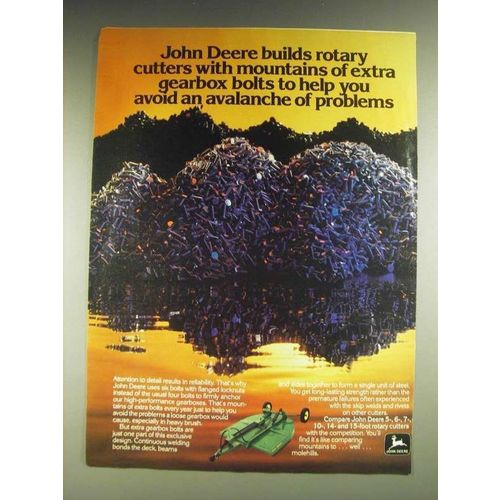 John Deere builds rotary
cutters with mountains of extra
gearbox bolts to help you
avoid an avalanche of problems
Attention to detail results in reliability. That's why
John Deere uses six bolts with flanged locknuts
instead of the usual four bolts to firmly anchor
our high-performance gearboxes. That's moun-
tains of extra bolts every year just to help you
avoid the problems a loose gearbox would
cause, especially in heavy brush.
But extra gearbox bolts are
just one part of this exclusive
design. Continuous welding
bonds the deck, beams
and sides together to form a single unit of steel.
You get long-lasting strength rather than the
premature failures often experienced
with the skip welds and rivets
on other cutters.
Compare John Deere 5-, 6-, 7-,
10-, 14- and 15-foot rotary cutters
with the competition. You'll
find it's like comparing
mountains to . . . well . . .
molehills.
JOHN DEERE